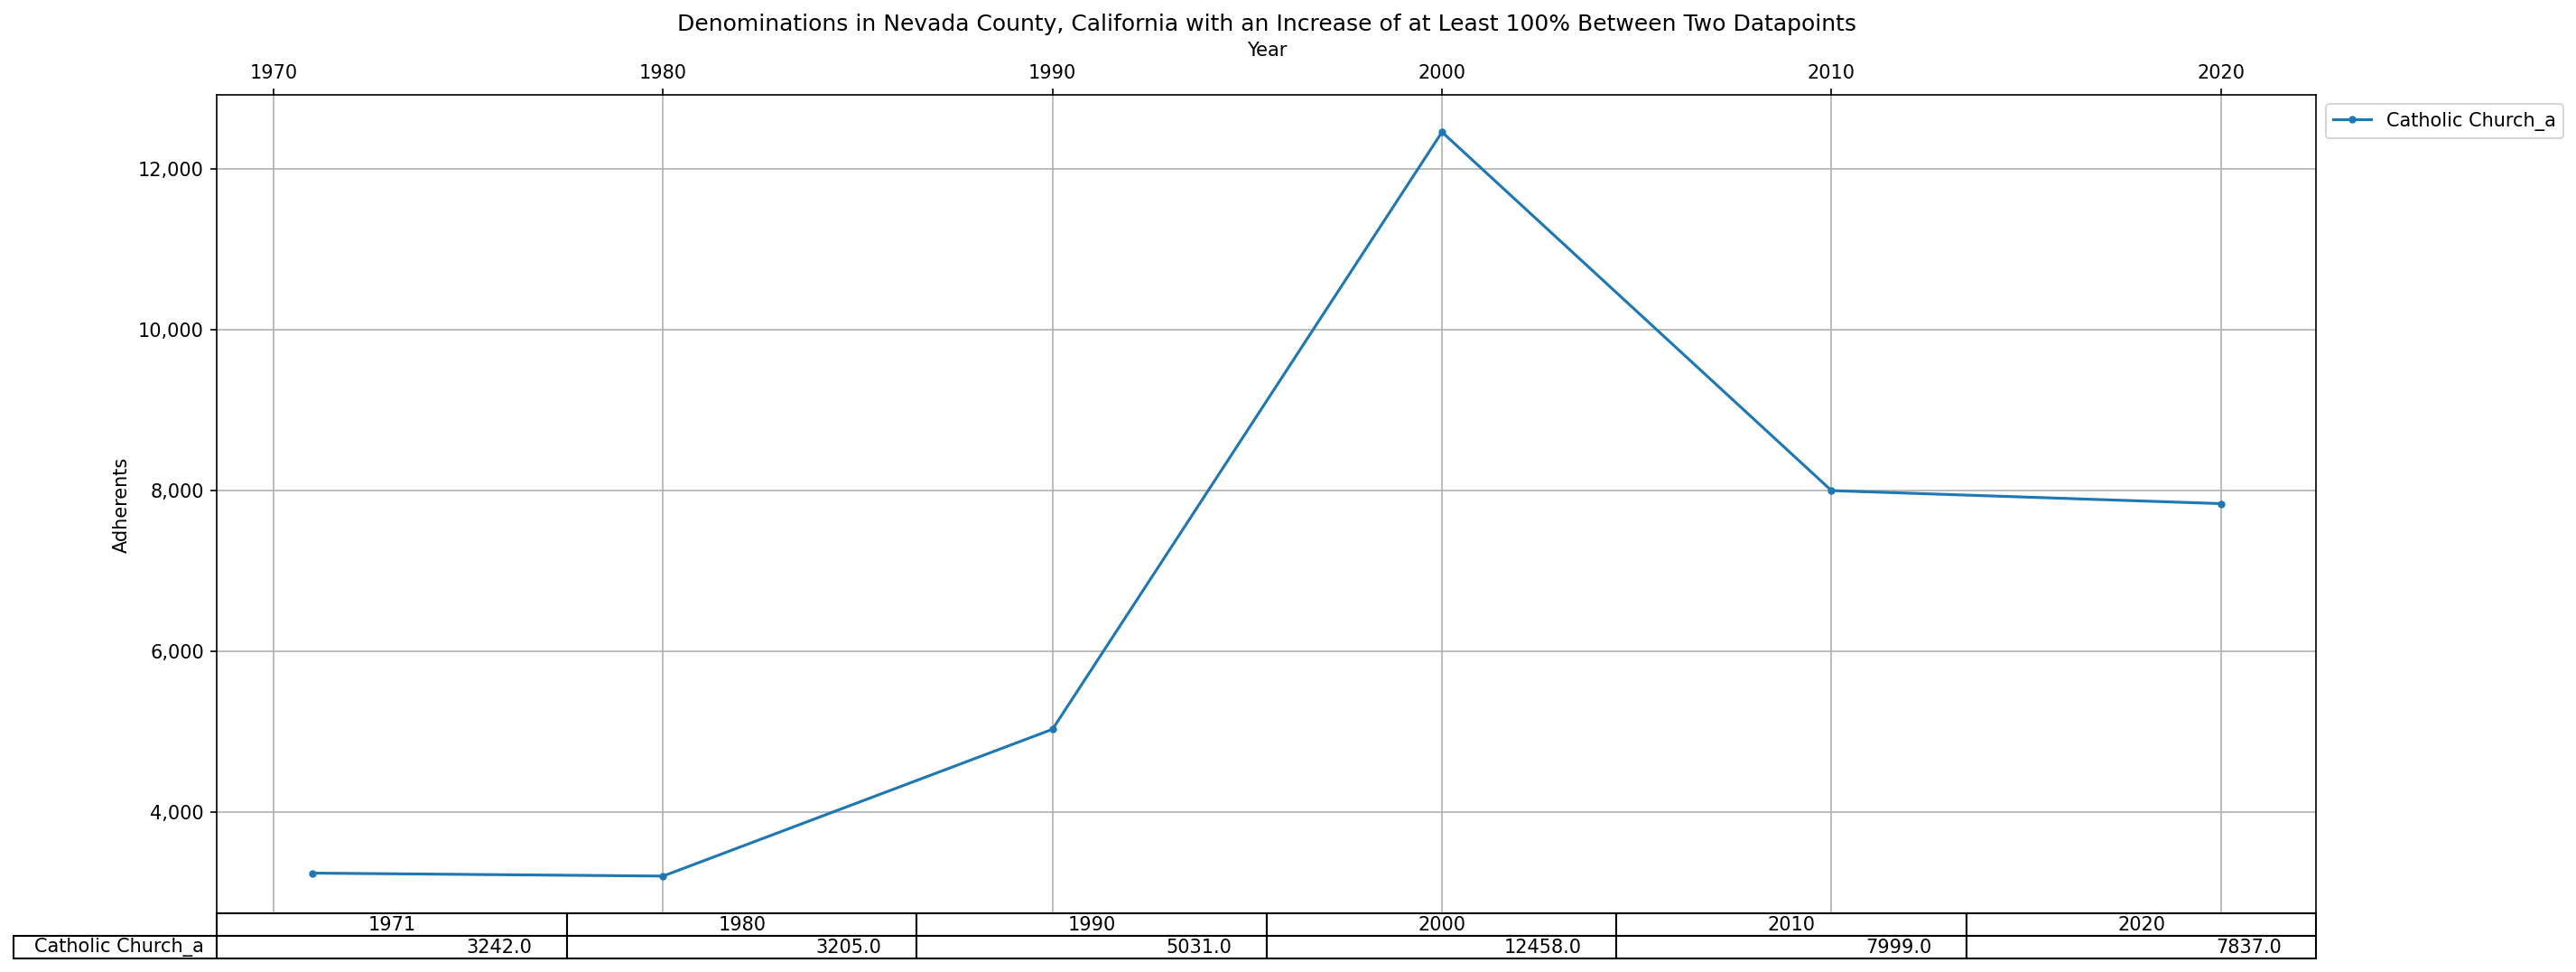 Denominations in Nevada County, California with an Increase of at Least 100% Between Two Datapoints
Year
1970 1980 1990 2000 2010 2020
Catholic Church_a
12,000
10,000
8,000
6,000
4,000
Adherents
1971 1980 1990 2000 2010 2020
Catholic Church_a 3242.0 3205.0 5031.0 12458.0 7999.0 7837.0